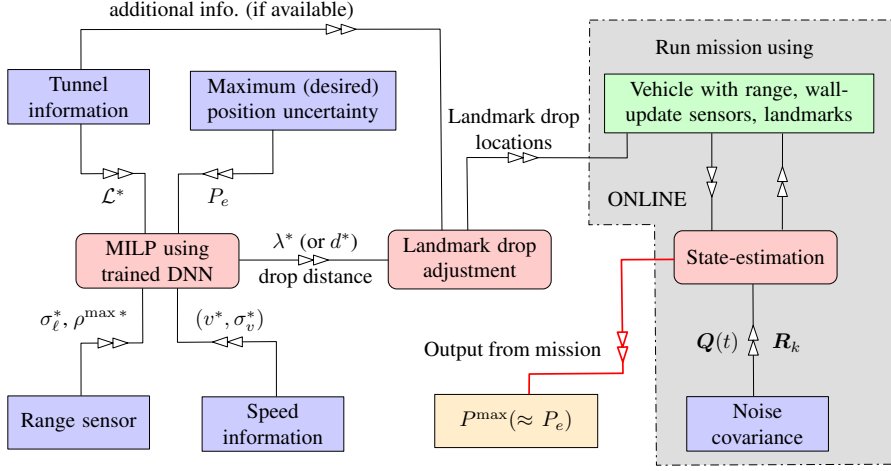 additional info. (if available)
Run mission using
Tunnel
information
Maximum (desired)
position uncertainty
Vehicle with range, wall-
update sensors, landmarks
Landmark drop
locations
ℒ*
P_e
ONLINE
MILP using
trained DNN
λ* (or d*)
drop distance
Landmark drop
adjustment
State-estimation
σ_ℓ*, ρ^max *
(v*, σ_v*)
Output from mission
Q(t)
R_k
Range sensor
Speed
information
P^max(≈ P_e)
Noise
covariance